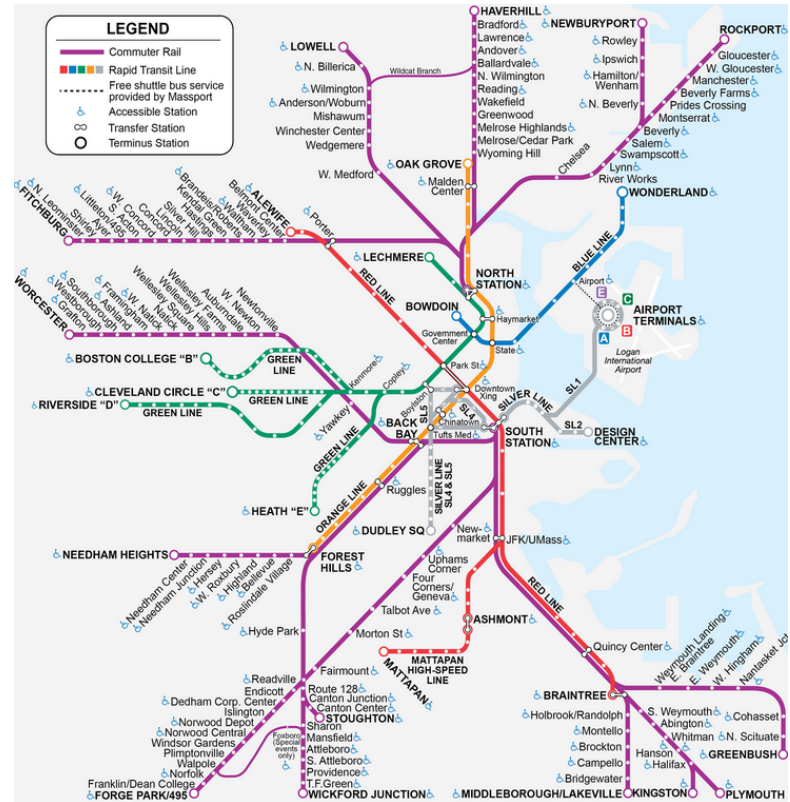 LEGEND
Commuter Rail
Rapid Transit Line
Free shuttle bus service
provided by Massport
Accessible Station
Transfer Station
Terminus Station
HAVERHILL
Bradford
Lawrence
Andover
Ballardvale
N. Wilmington
Reading
Wakefield
Greenwood
Melrose Highlands
Melrose/Cedar Park
Wyoming Hill
NEWBURYPORT
Rowley
Ipswich
Hamilton/
Wenham
N. Beverly
ROCKPORT
Gloucester
W. Gloucester
Manchester
Beverly Farms
Prides Crossing
Montserrat
Beverly
Salem
Swampscott
Lynn
River Works
Chelsea
LOWELL
N. Billerica
Wildcat Branch
Wilmington
Anderson/Woburn
Mishawum
Winchester Center
Wedgemere
W. Medford
OAK GROVE
Malden
Center
WONDERLAND
BLUE LINE
Airport
E
C
B
A
AIRPORT
TERMINALS
Logan
International
Airport
FITCHBURG
N. Leominster
Shirley
Ayer
Littleton/495
S. Acton
W. Concord
Concord
Lincoln
Silver Hill
Hastings
Kendal Green
Brandeis/Roberts
Waltham
Waverley
Belmont Center
ALEWIFE
Porter
RED LINE
LECHMERE
NORTH
STATION
BOWDOIN
Haymarket
Government
Center
State
Park St
Downtown
Xing
WORCESTER
Grafton
Westborough
Southborough
Ashland
Framingham
W. Natick
Natick
Wellesley Square
Wellesley Hills
Wellesley Farms
Auburndale
W. Newton
Newtonville
BOSTON COLLEGE "B"
GREEN
LINE
CLEVELAND CIRCLE "C"
GREEN LINE
RIVERSIDE "D"
GREEN LINE
Kenmore
Copley
Boylston
Yawkey
GREEN LINE
HEATH "E"
BACK
BAY
SL5
SL4
Chinatown
Tufts Med
SILVER LINE
SL1
SL2
SOUTH
STATION
DESIGN
CENTER
SILVER LINE
SL4 & SL5
DUDLEY SQ
ORANGE LINE
Ruggles
FOREST
HILLS
NEEDHAM HEIGHTS
Needham Center
Needham Junction
Hersey
W. Roxbury
Highland
Bellevue
Roslindale Village
New-
market
JFK/UMass
Uphams
Corner
Four
Corners/
Geneva
Talbot Ave
Morton St
Fairmount
ASHMONT
MATTAPAN
HIGH-SPEED
LINE
MATTAPAN
RED LINE
Quincy Center
BRAINTREE
Weymouth Landing/
E. Braintree
E. Weymouth
W. Hingham
Nantasket Jct
Cohasset
N. Scituate
GREENBUSH
Holbrook/Randolph
Montello
Brockton
Campello
Bridgewater
MIDDLEBOROUGH/LAKEVILLE
S. Weymouth
Abington
Whitman
Hanson
Halifax
KINGSTON
PLYMOUTH
Hyde Park
Readville
Endicott
Dedham Corp. Center
Islington
Norwood Depot
Norwood Central
Windsor Gardens
Plimptonville
Walpole
Norfolk
Franklin/Dean College
FORGE PARK/495
Foxboro
(Special
events
only)
Route 128
Canton Junction
Canton Center
STOUGHTON
Sharon
Mansfield
Attleboro
S. Attleboro
Providence
T.F.Green
WICKFORD JUNCTION